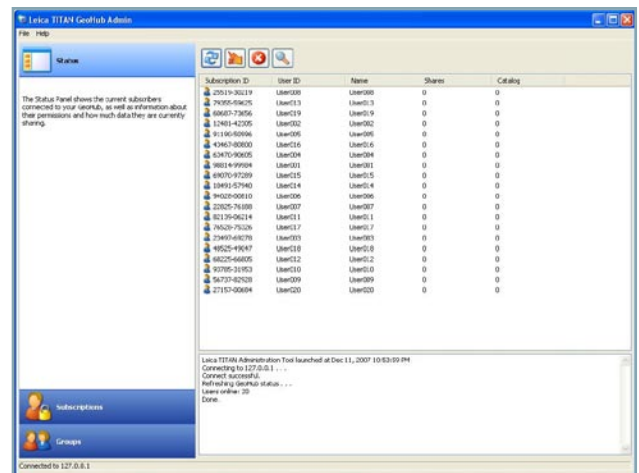 Leica TITAN GeoHub Admin
File Help
Status
The Status Panel shows the current subscribers
connected to your GeoHub, as well as information about
their permissions and how much data they are currently
sharing.
Subscription ID User ID Name Shares Catalog
25519-30219 User008 User008 0 0
79355-59625 User013 User013 0 0
68687-73656 User019 User019 0 0
12481-42305 User002 User002 0 0
91190-50996 User005 User005 0 0
43467-80800 User016 User016 0 0
63470-90605 User004 User004 0 0
98814-99984 User001 User001 0 0
69070-97289 User015 User015 0 0
18491-57940 User014 User014 0 0
94028-00810 User006 User006 0 0
22825-76188 User007 User007 0 0
82139-06214 User011 User011 0 0
76528-75326 User017 User017 0 0
23497-69278 User003 User003 0 0
48525-49047 User018 User018 0 0
68225-66805 User012 User012 0 0
93785-31953 User010 User010 0 0
56737-82928 User009 User009 0 0
27157-00684 User020 User020 0 0
Leica TITAN Administration Tool launched at Dec 11, 2007 10:53:59 PM
Connecting to 127.0.0.1 . . .
Connect successful.
Refreshing GeoHub status . . .
Users online: 20
Done.
Subscriptions
Groups
Connected to 127.0.0.1